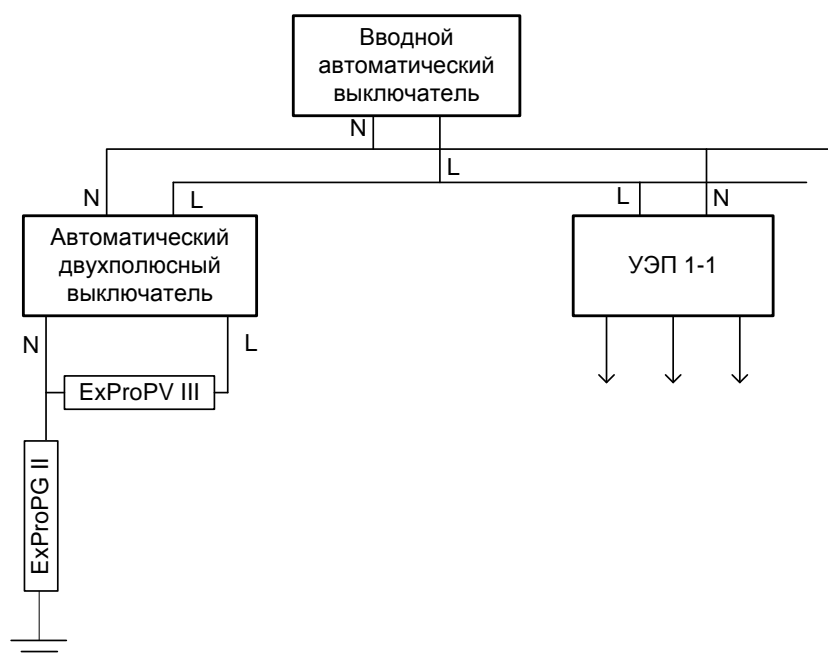 Вводной
автоматический
выключатель
N
L
N
L
L
N
Автоматический
двухполюсный
выключатель
УЭП 1-1
N
L
ExProPV III
ExProPG II